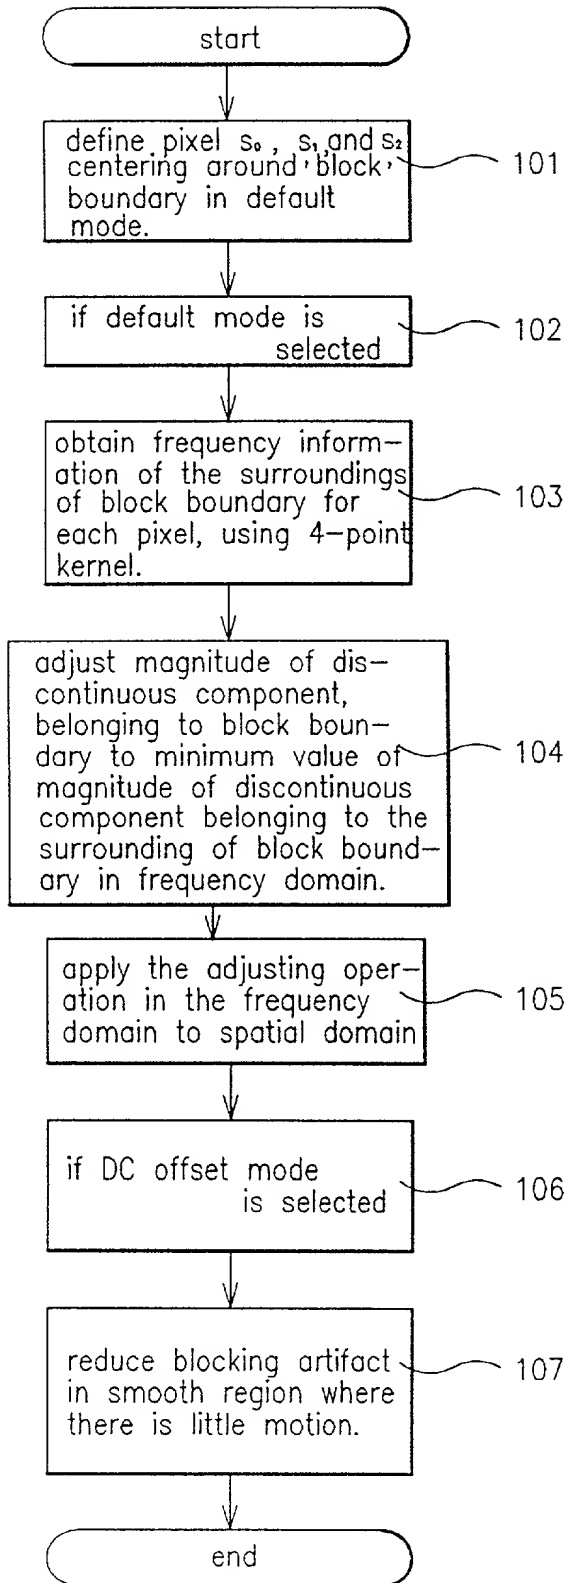 start
define pixel s₀, s₁, and s₂
centering around 'block'
boundary in default
mode.
101
if default mode is
selected
102
obtain frequency inform-
ation of the surroundings
of block boundary for
each pixel, using 4-point
kernel.
103
adjust magnitude of dis-
continuous component,
belonging to block boun-
dary to minimum value of
magnitude of discontinuous
component belonging to the
surrounding of block bound-
ary in frequency domain.
104
apply the adjusting oper-
ation in the frequency
domain to spatial domain
105
if DC offset mode
is selected
106
reduce blocking artifact
in smooth region where
there is little motion.
107
end